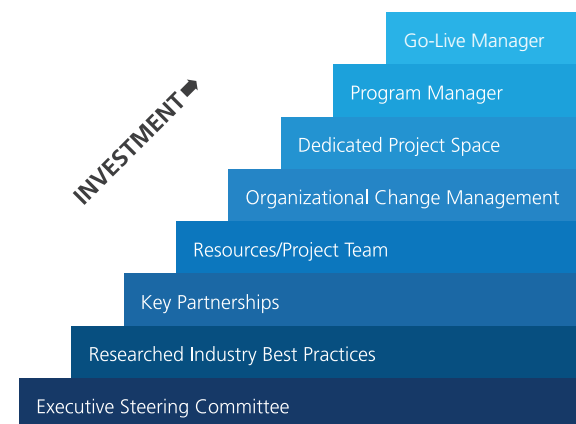 Go-Live Manager
Program Manager
INVESTMENT
Dedicated Project Space
Organizational Change Management
Resources/Project Team
Key Partnerships
Researched Industry Best Practices
Executive Steering Committee